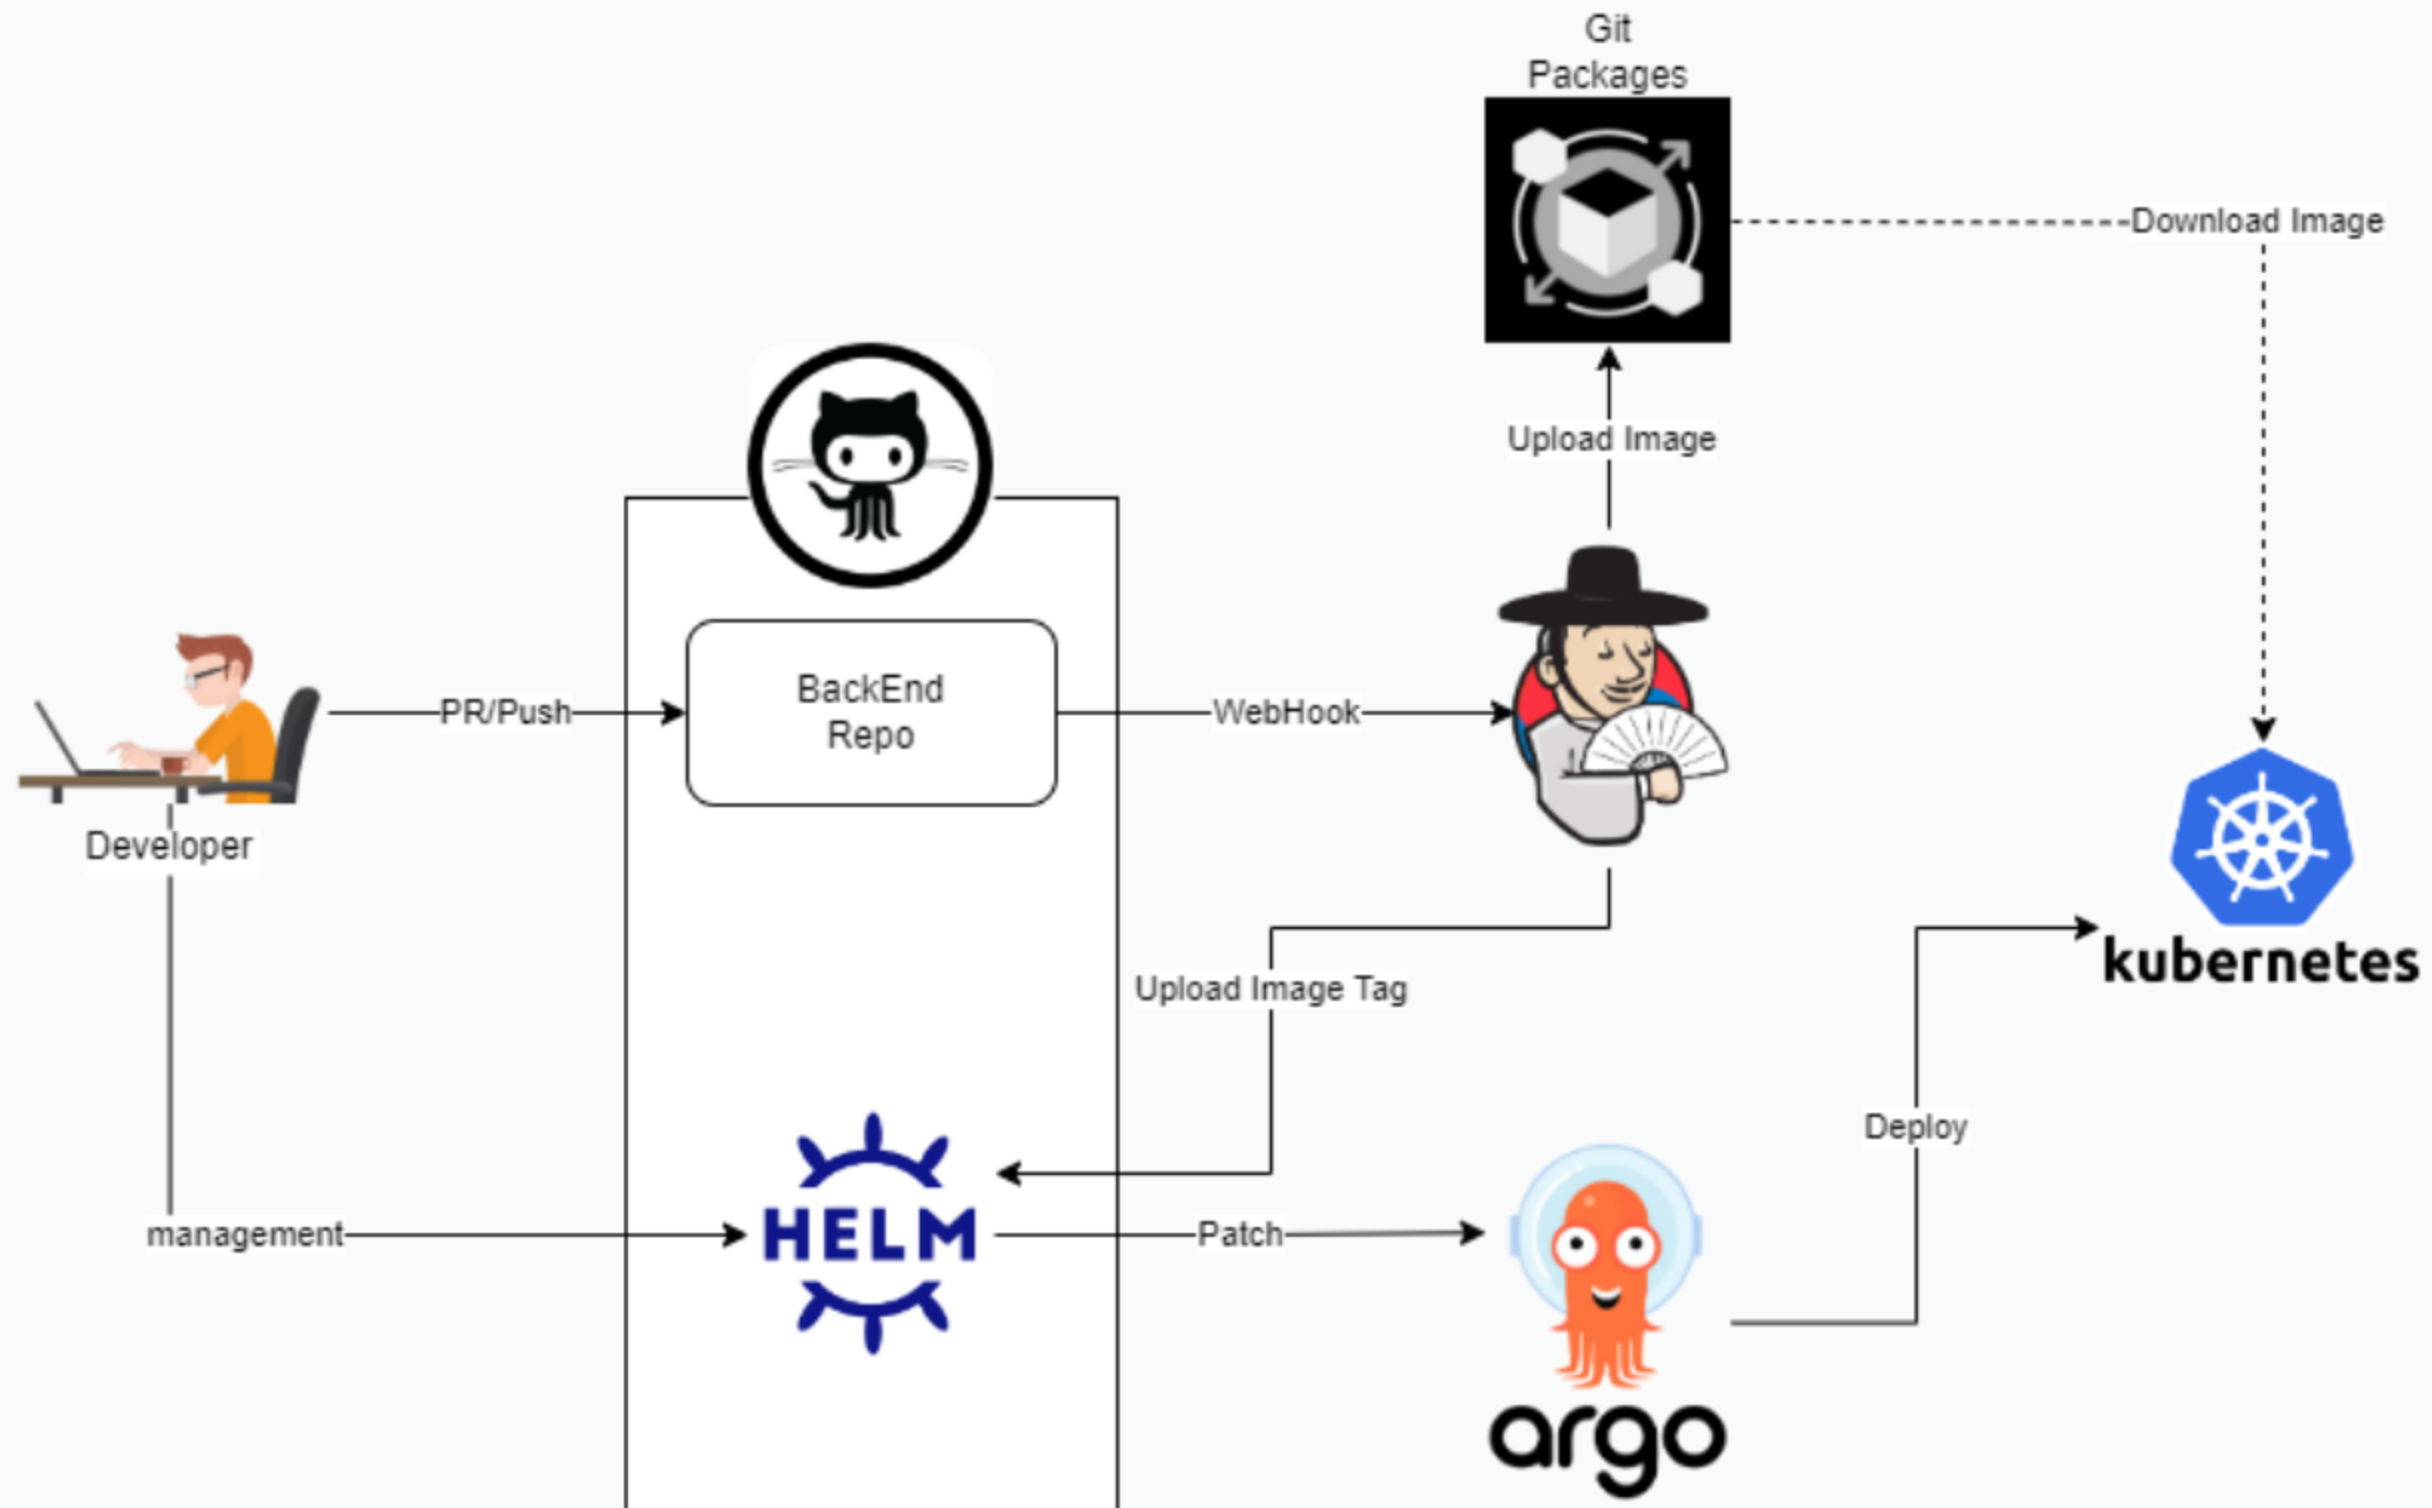 Git
Packages
Download Image
Upload Image
PR/Push
BackEnd
Repo
WebHook
Developer
kubernetes
Upload Image Tag
Deploy
management
HELM
Patch
argo